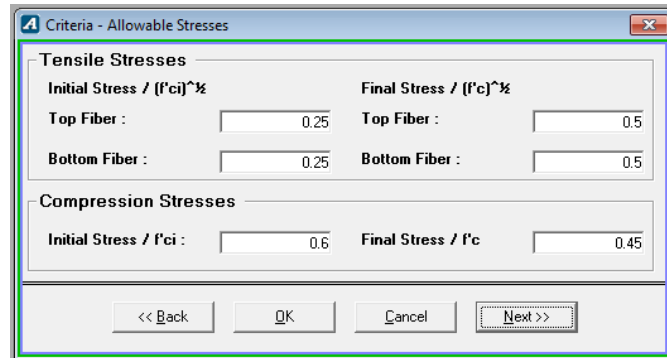 Criteria - Allowable Stresses
Tensile Stresses
Initial Stress / (f'ci)^½ Final Stress / (f'c)^½
Top Fiber : 0.25 Top Fiber : 0.5
Bottom Fiber : 0.25 Bottom Fiber : 0.5
Compression Stresses
Initial Stress / f'ci : 0.6 Final Stress / f'c 0.45
<< Back OK Cancel Next >>